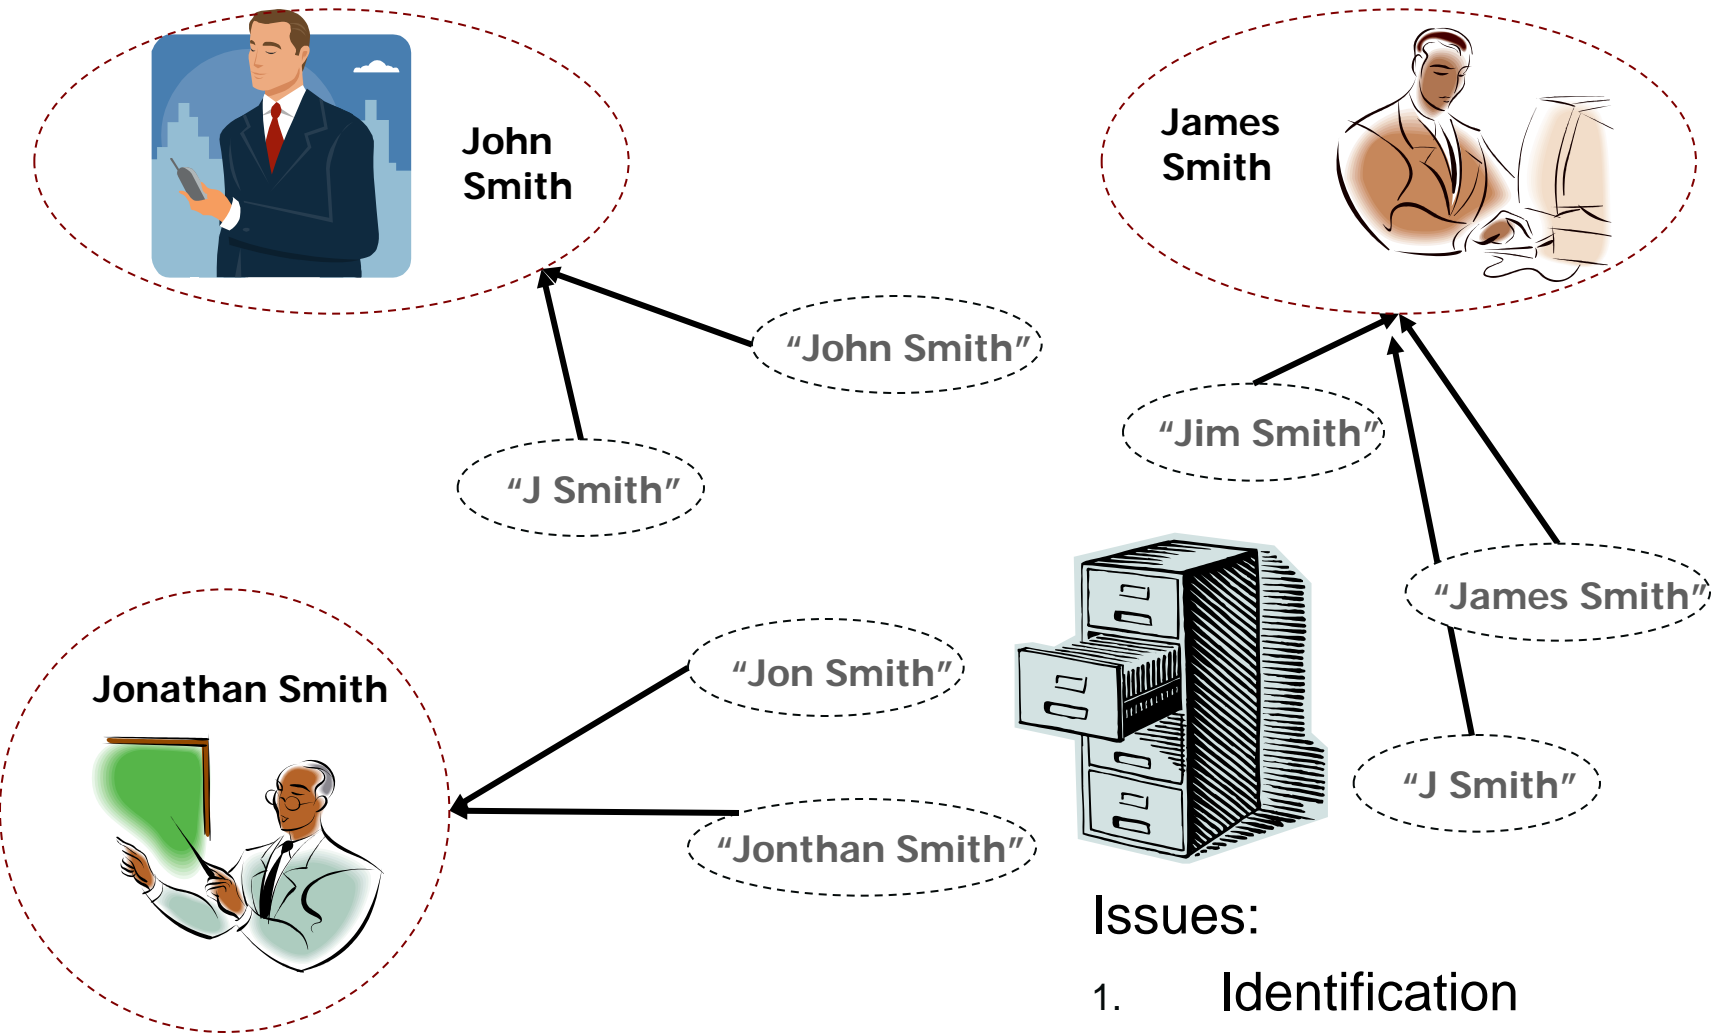 John
Smith
James
Smith
“John Smith”
“Jim Smith”
“J Smith”
“James Smith”
Jonathan Smith
“Jon Smith”
“J Smith”
“Jonthan Smith”
Issues:
1. Identification